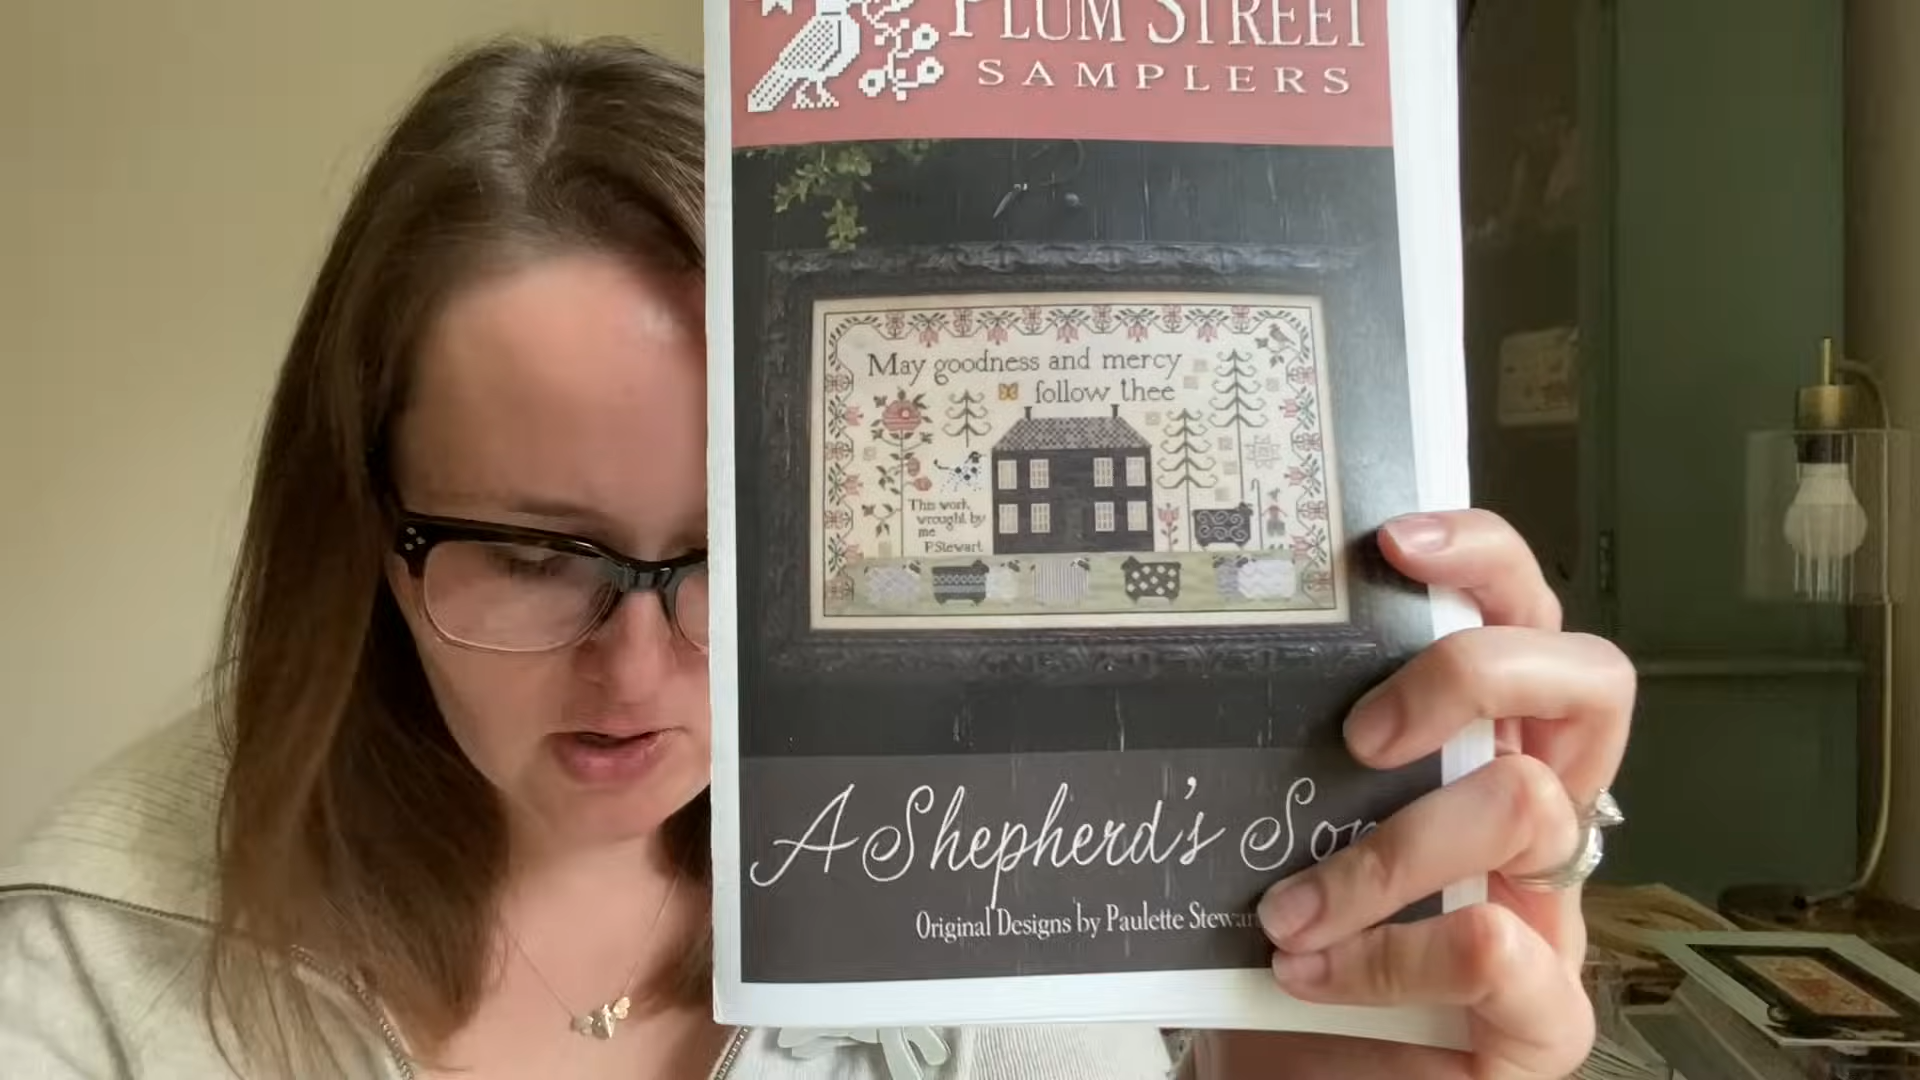 PLUM STREET
SAMPLERS
May goodness and mercy
follow thee
This work
wrought by
me
P.Stewart
A Shepherd's
Original Designs by Paulette